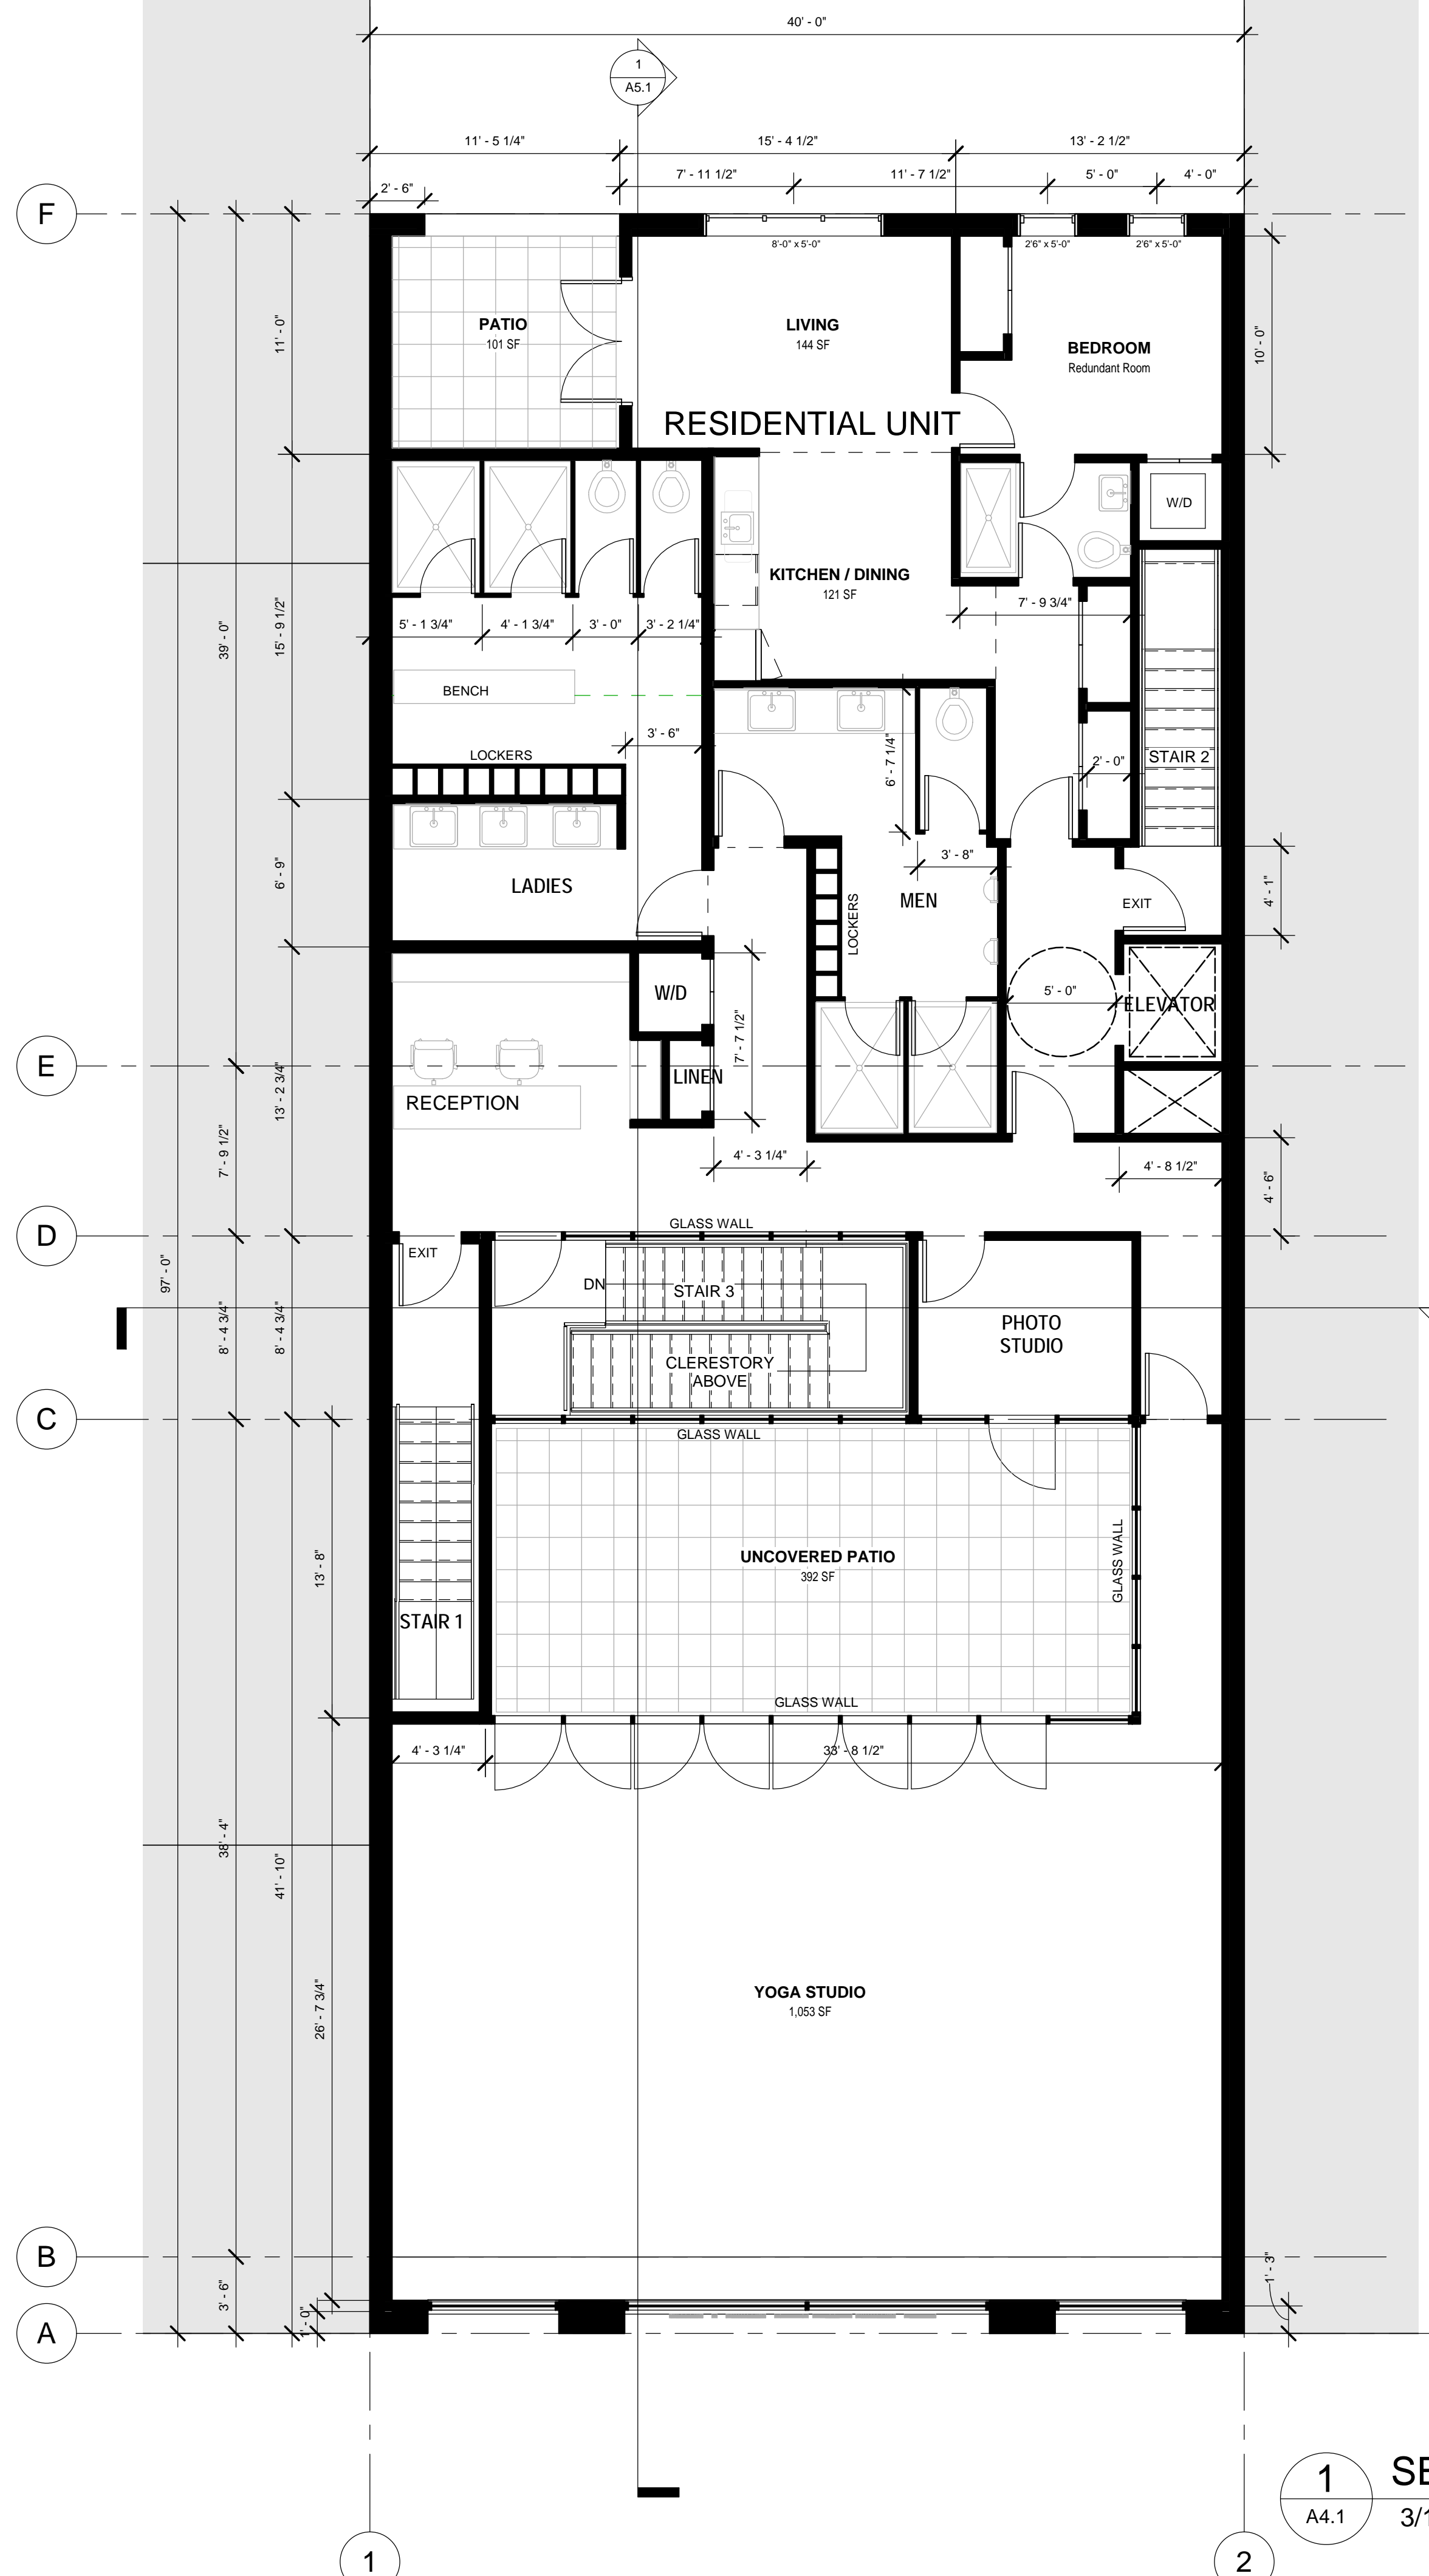 40' - 0"
1
A5.1
11' - 5 1/4"
15' - 4 1/2"
13' - 2 1/2"
7' - 11 1/2"
11' - 7 1/2"
5' - 0"
4' - 0"
2' - 6"
F
8'-0" x 5'-0"
2'6" x 5'-0"
2'6" x 5'-0"
PATIO
101 SF
LIVING
144 SF
BEDROOM
Redundant Room
11' - 0"
10' - 0"
RESIDENTIAL UNIT
W/D
KITCHEN / DINING
121 SF
7' - 9 3/4"
5' - 1 3/4"
4' - 1 3/4"
3' - 0"
3' - 2 1/4"
39' - 0"
15' - 9 1/2"
BENCH
3' - 6"
LOCKERS
6' - 7 1/4"
2' - 0"
STAIR 2
6' - 9"
LADIES
3' - 8"
MEN
LOCKERS
EXIT
4' - 1"
W/D
5' - 0"
ELEVATOR
7' - 7 1/2"
E
LINEN
RECEPTION
13' - 2 3/4"
7' - 9 1/2"
4' - 3 1/4"
4' - 8 1/2"
4' - 6"
D
GLASS WALL
EXIT
97' - 0"
DN
STAIR 3
8' - 4 3/4"
8' - 4 3/4"
PHOTO
STUDIO
CLERESTORY
ABOVE
C
GLASS WALL
UNCOVERED PATIO
392 SF
GLASS WALL
13' - 8"
STAIR 1
GLASS WALL
4' - 3 1/4"
33' - 8 1/2"
38' - 4"
41' - 10"
YOGA STUDIO
1,053 SF
26' - 7 3/4"
B
1' - 3"
3' - 6"
1' - 0"
A
1
A4.1
SE
3/1
1
2